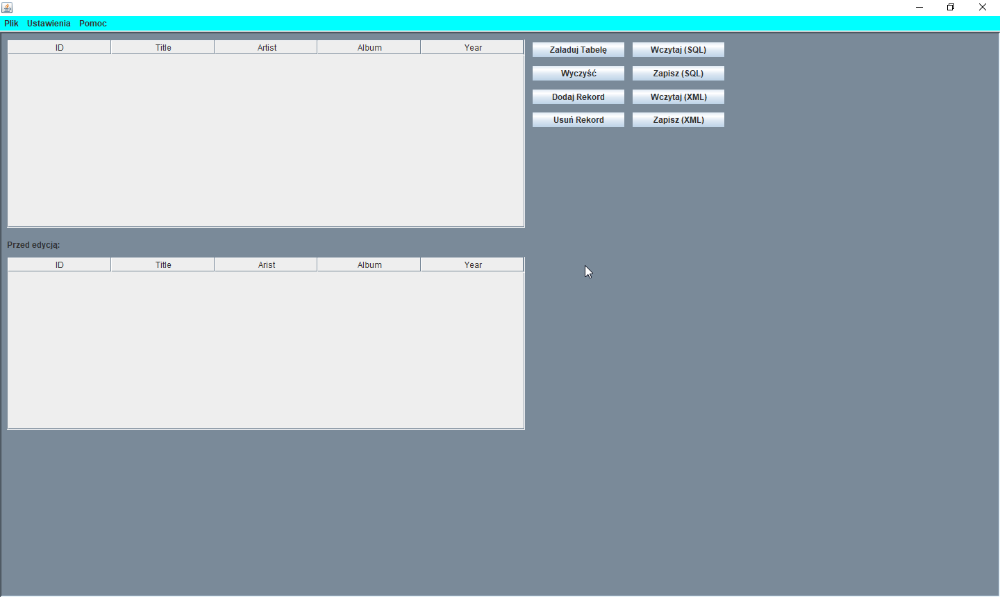 Plik Ustawienia Pomoc
ID Title Artist Album Year
Załaduj Tabelę Wczytaj (SQL)
Wyczyść Zapisz (SQL)
Dodaj Rekord Wczytaj (XML)
Usuń Rekord Zapisz (XML)
Przed edycją:
ID Title Arist Album Year